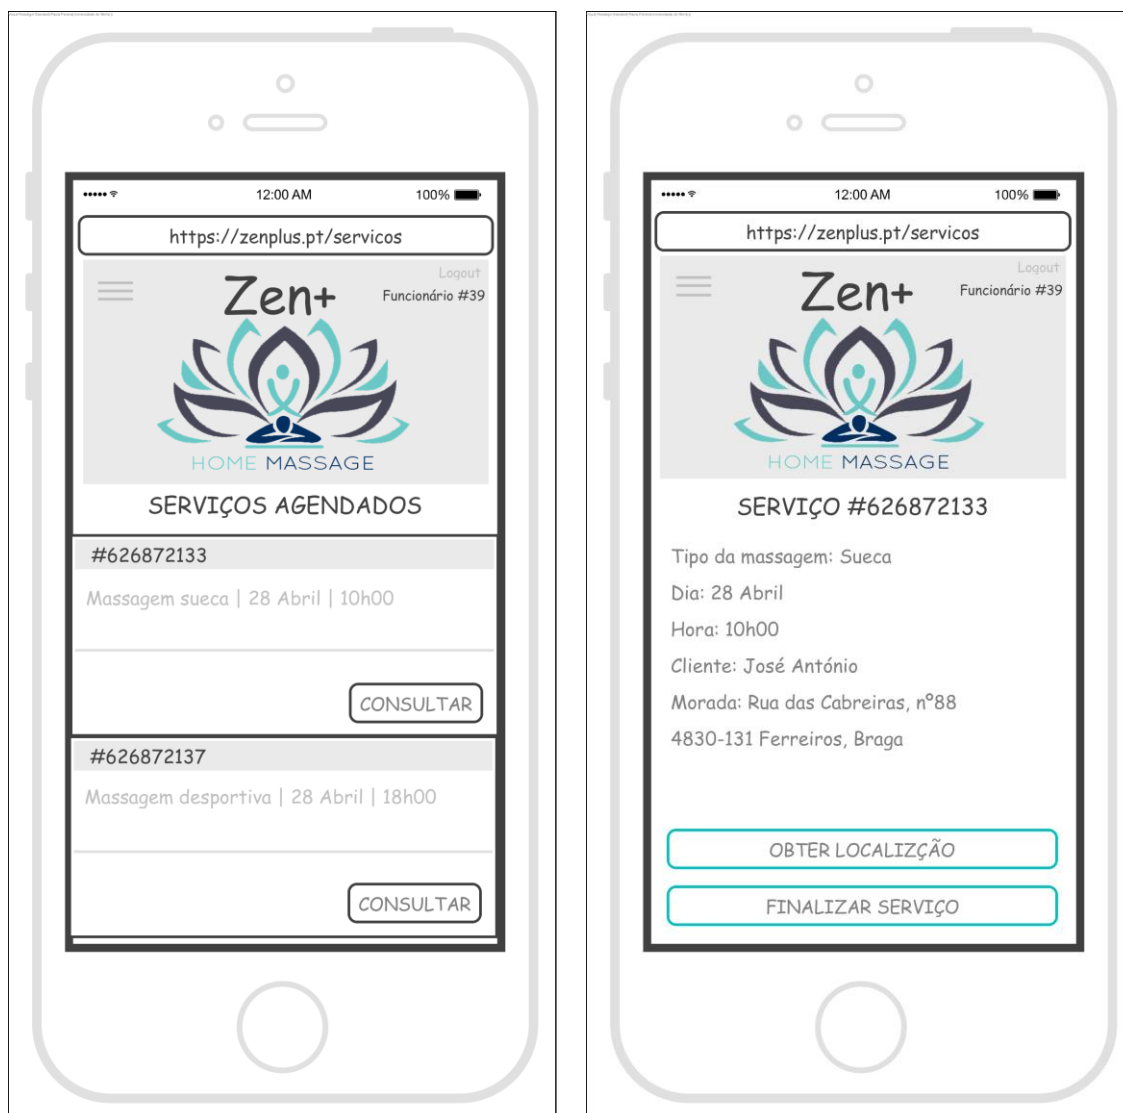 12:00 AM 100%
https://zenplus.pt/servicos
Logout
Zen+
Funcionário #39
HOME MASSAGE
SERVIÇOS AGENDADOS
#626872133
Massagem sueca | 28 Abril | 10h00
CONSULTAR
#626872137
Massagem desportiva | 28 Abril | 18h00
CONSULTAR
12:00 AM 100%
https://zenplus.pt/servicos
Logout
Zen+
Funcionário #39
HOME MASSAGE
SERVIÇO #626872133
Tipo da massagem: Sueca
Dia: 28 Abril
Hora: 10h00
Cliente: José António
Morada: Rua das Cabreiras, nº88
4830-131 Ferreiros, Braga
OBTER LOCALIZÇÃO
FINALIZAR SERVIÇO